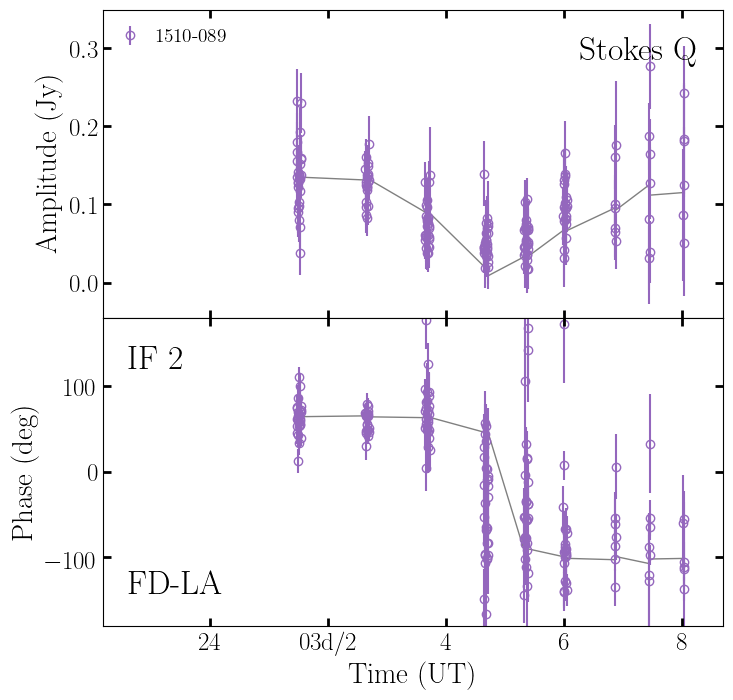 1510-089
Stokes Q
0.3
0.2
0.1
0.0
Amplitude (Jy)
IF 2
100
0
−100
Phase (deg)
FD-LA
24 03d/2 4 6 8
Time (UT)